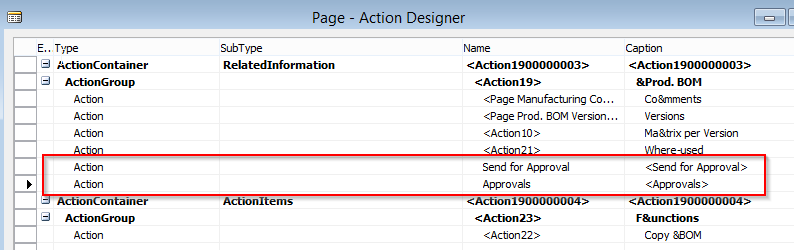 Page - Action Designer
E.. Type SubType Name Caption
ActionContainer RelatedInformation <Action1900000003> <Action1900000003>
ActionGroup <Action19> &Prod. BOM
Action <Page Manufacturing Co... Co&mments
Action <Page Prod. BOM Version... Versions
Action <Action10> Ma&trix per Version
Action <Action21> Where-used
Action Send for Approval <Send for Approval>
Action Approvals <Approvals>
ActionContainer ActionItems <Action1900000004> <Action1900000004>
ActionGroup <Action23> F&unctions
Action <Action22> Copy &BOM